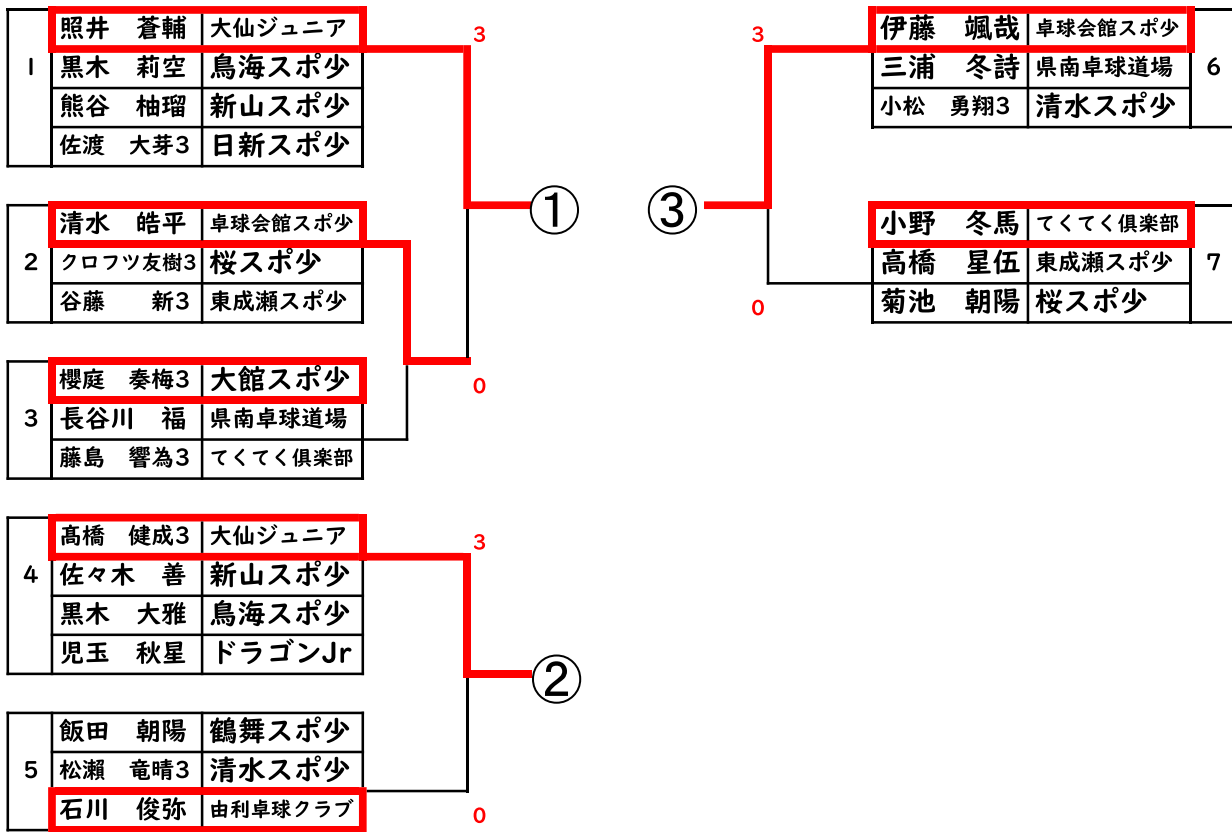 1
照井　蒼輔 大仙ジュニア
黒木　莉空 鳥海スポ少
熊谷　柚瑠 新山スポ少
佐渡　大芽3 日新スポ少
3
①
2
清水　皓平 卓球会館スポ少
クロフツ友樹3 桜スポ少
谷藤　新3 東成瀬スポ少
3
櫻庭　奏梅3 大館スポ少
長谷川　福 県南卓球道場
藤島　響為3 てくてく倶楽部
0
4
髙橋　健成3 大仙ジュニア
佐々木　善 新山スポ少
黒木　大雅 鳥海スポ少
児玉　秋星 ドラゴンJr
3
②
5
飯田　朝陽 鶴舞スポ少
松瀬　竜晴3 清水スポ少
石川　俊弥 由利卓球クラブ
0
3
伊藤　颯哉 卓球会館スポ少
三浦　冬詩 県南卓球道場
小松　勇翔3 清水スポ少
6
③
小野　冬馬 てくてく倶楽部
高橋　星伍 東成瀬スポ少
菊池　朝陽 桜スポ少
7
0